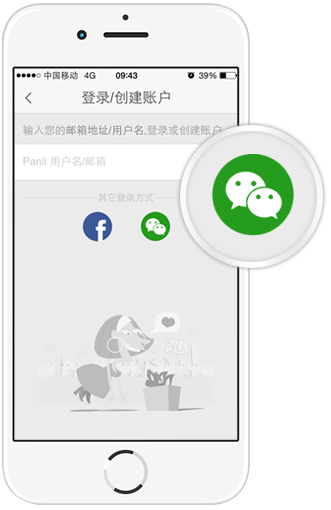 中国移动 4G 09:43 39%
登录/创建账户
输入您的邮箱地址/用户名,登录或创建账户
Panli 用户名/邮箱
其它登录方式
f